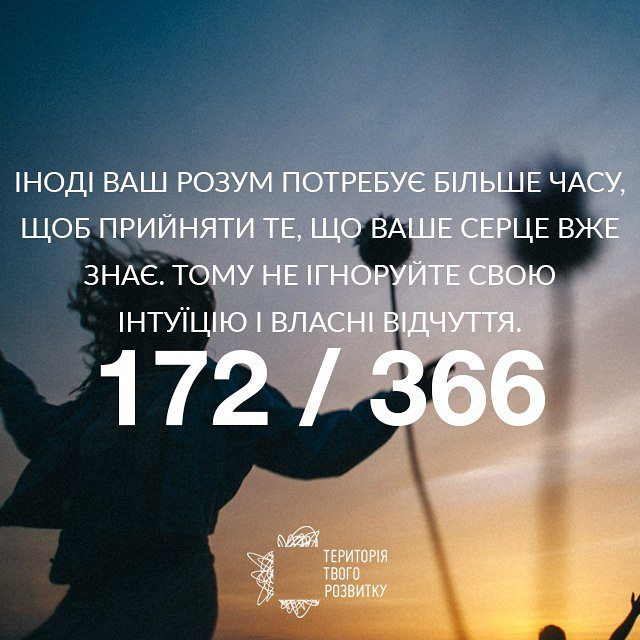 ІНОДІ ВАШ РОЗУМ ПОТРЕБУЄ БІЛЬШЕ ЧАСУ,
ЩОБ ПРИЙНЯТИ ТЕ, ЩО ВАШЕ СЕРЦЕ ВЖЕ
ЗНАЄ. ТОМУ НЕ ІГНОРУЙТЕ СВОЮ
ІНТУЇЦІЮ І ВЛАСНІ ВІДЧУТТЯ.
172 / 366
ТЕРИТОРІЯ
ТВОГО
РОЗВИТКУ